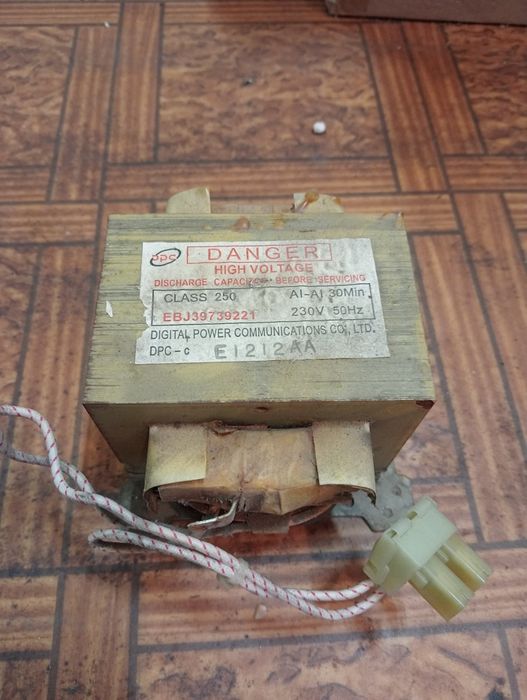 DPC DANGER
HIGH VOLTAGE
DISCHARGE CAPACITOR BEFORE SERVICING
CLASS 250 Al-Al 30Min
EBJ39739221 230V 50Hz
DIGITAL POWER COMMUNICATIONS CO., LTD.
DPC-c E1212AA